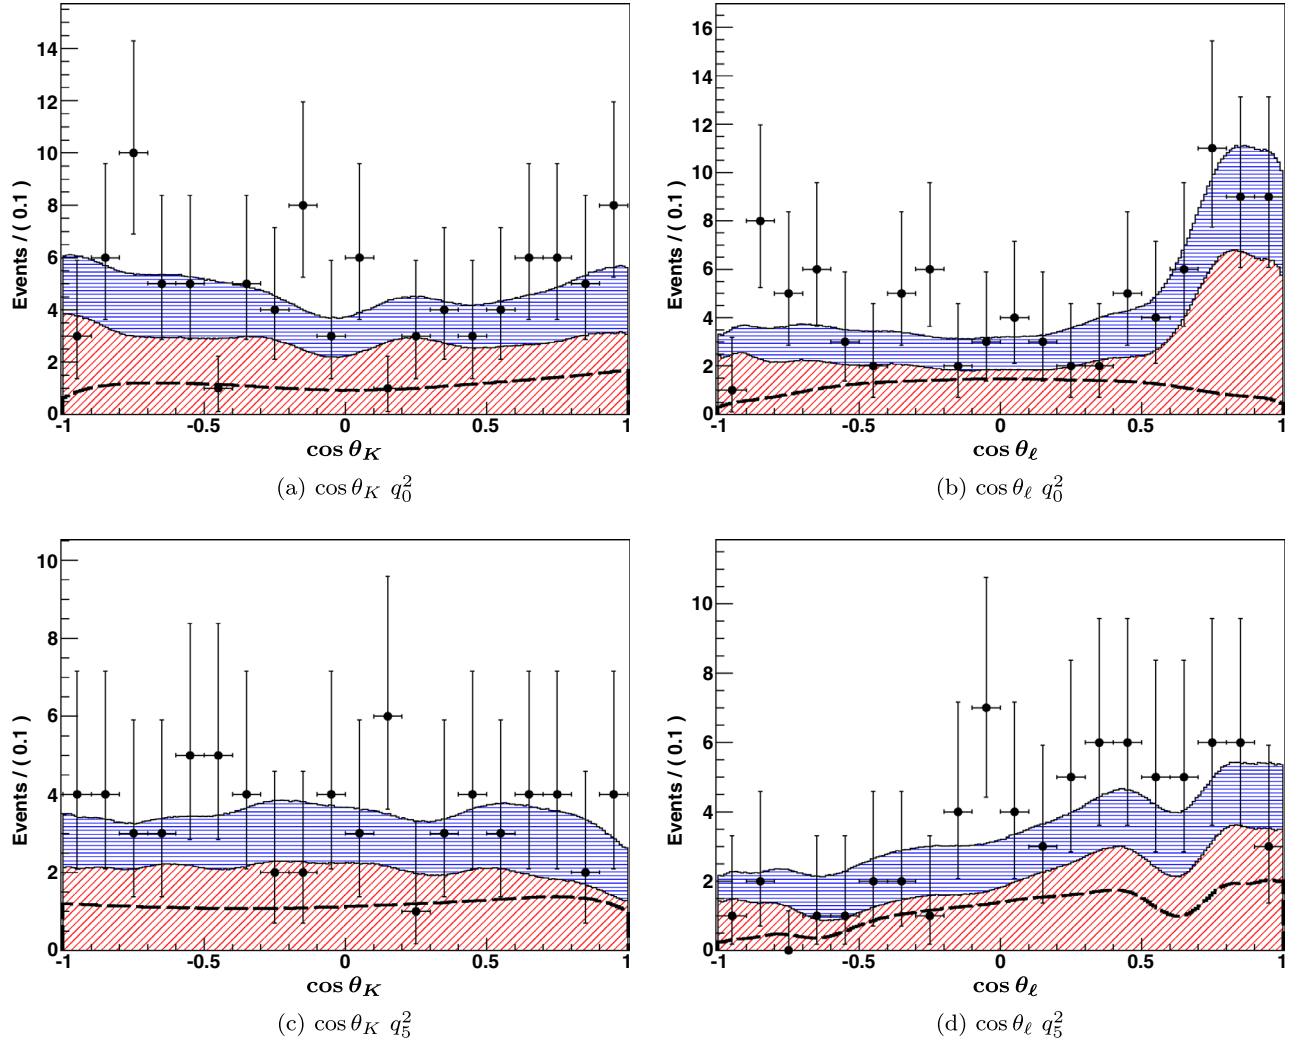 Events / ( 0.1 )
14
12
10
8
6
4
2
0
-1 -0.5 0 0.5 1
cos θ_K
(a) cos θ_K q_0^2
Events / ( 0.1 )
16
14
12
10
8
6
4
2
0
-1 -0.5 0 0.5 1
cos θ_ℓ
(b) cos θ_ℓ q_0^2
Events / ( 0.1 )
10
8
6
4
2
0
-1 -0.5 0 0.5 1
cos θ_K
(c) cos θ_K q_5^2
Events / ( 0.1 )
10
8
6
4
2
0
-1 -0.5 0 0.5 1
cos θ_ℓ
(d) cos θ_ℓ q_5^2